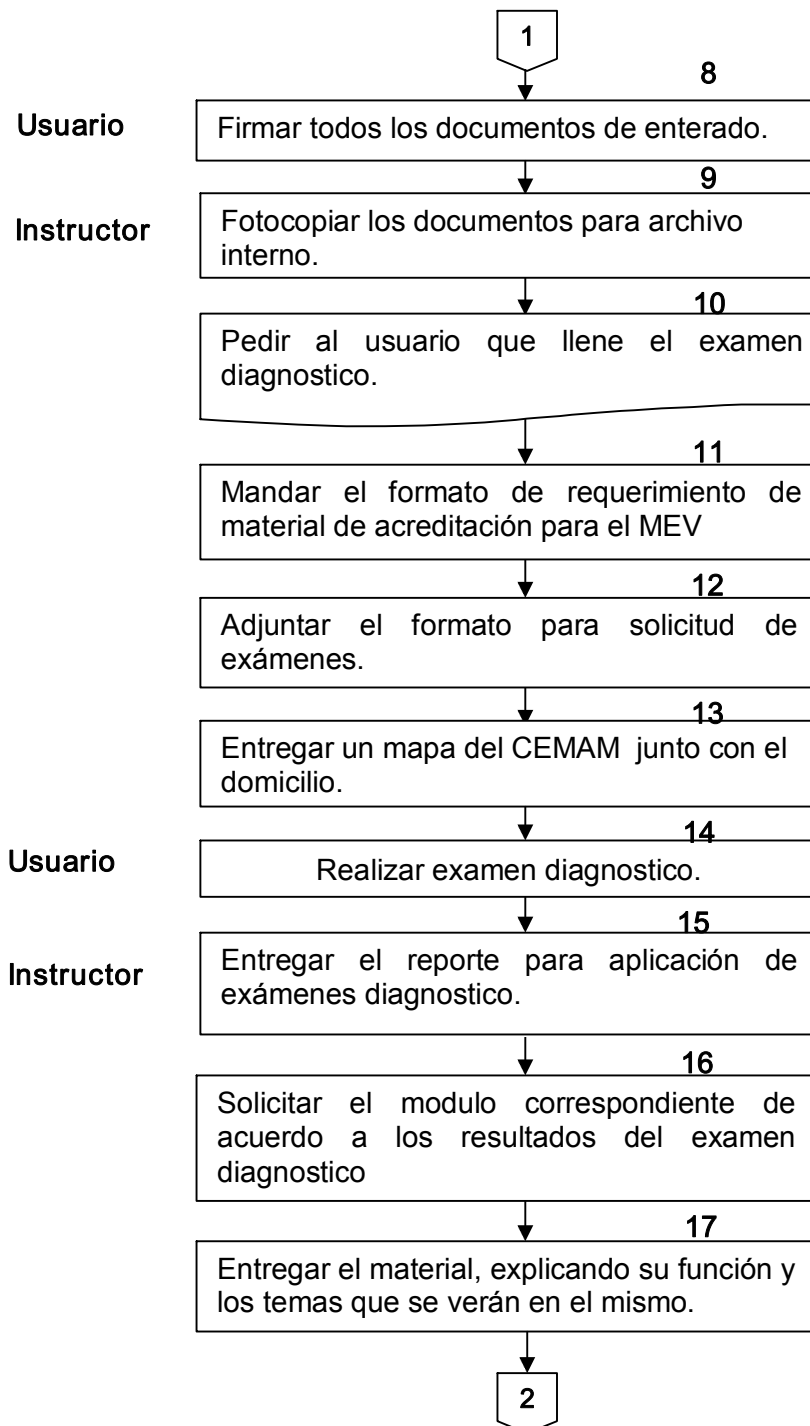 1
8
Usuario
Firmar todos los documentos de enterado.
9
Instructor
Fotocopiar los documentos para archivo
interno.
10
Pedir al usuario que llene el examen
diagnostico.
11
Mandar el formato de requerimiento de
material de acreditación para el MEV
12
Adjuntar el formato para solicitud de
exámenes.
13
Entregar un mapa del CEMAM junto con el
domicilio.
14
Usuario
Realizar examen diagnostico.
15
Instructor
Entregar el reporte para aplicación de
exámenes diagnostico.
16
Solicitar el modulo correspondiente de
acuerdo a los resultados del examen
diagnostico
17
Entregar el material, explicando su función y
los temas que se verán en el mismo.
2